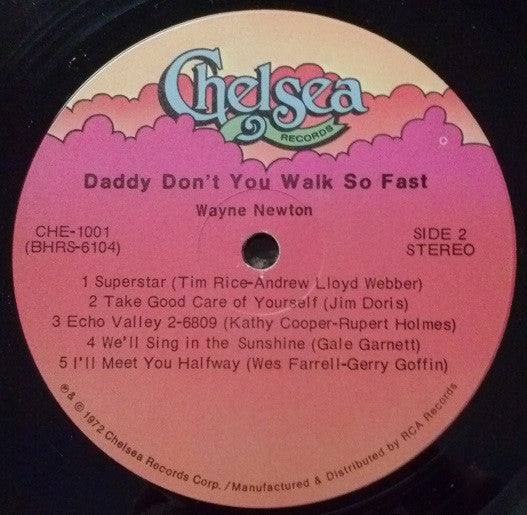 Chelsea
RECORDS
Daddy Don't You Walk So Fast
Wayne Newton
CHE-1001
(BHRS-6104)
SIDE 2
STEREO
1 Superstar (Tim Rice-Andrew Lloyd Webber)
2 Take Good Care of Yourself (Jim Doris)
3 Echo Valley 2-6809 (Kathy Cooper-Rupert Holmes)
4 We'll Sing in the Sunshine (Gale Garnett)
5 I'll Meet You Halfway (Wes Farrell-Gerry Goffin)
℗ & © 1972 Chelsea Records Corp. /Manufactured & Distributed by RCA Records